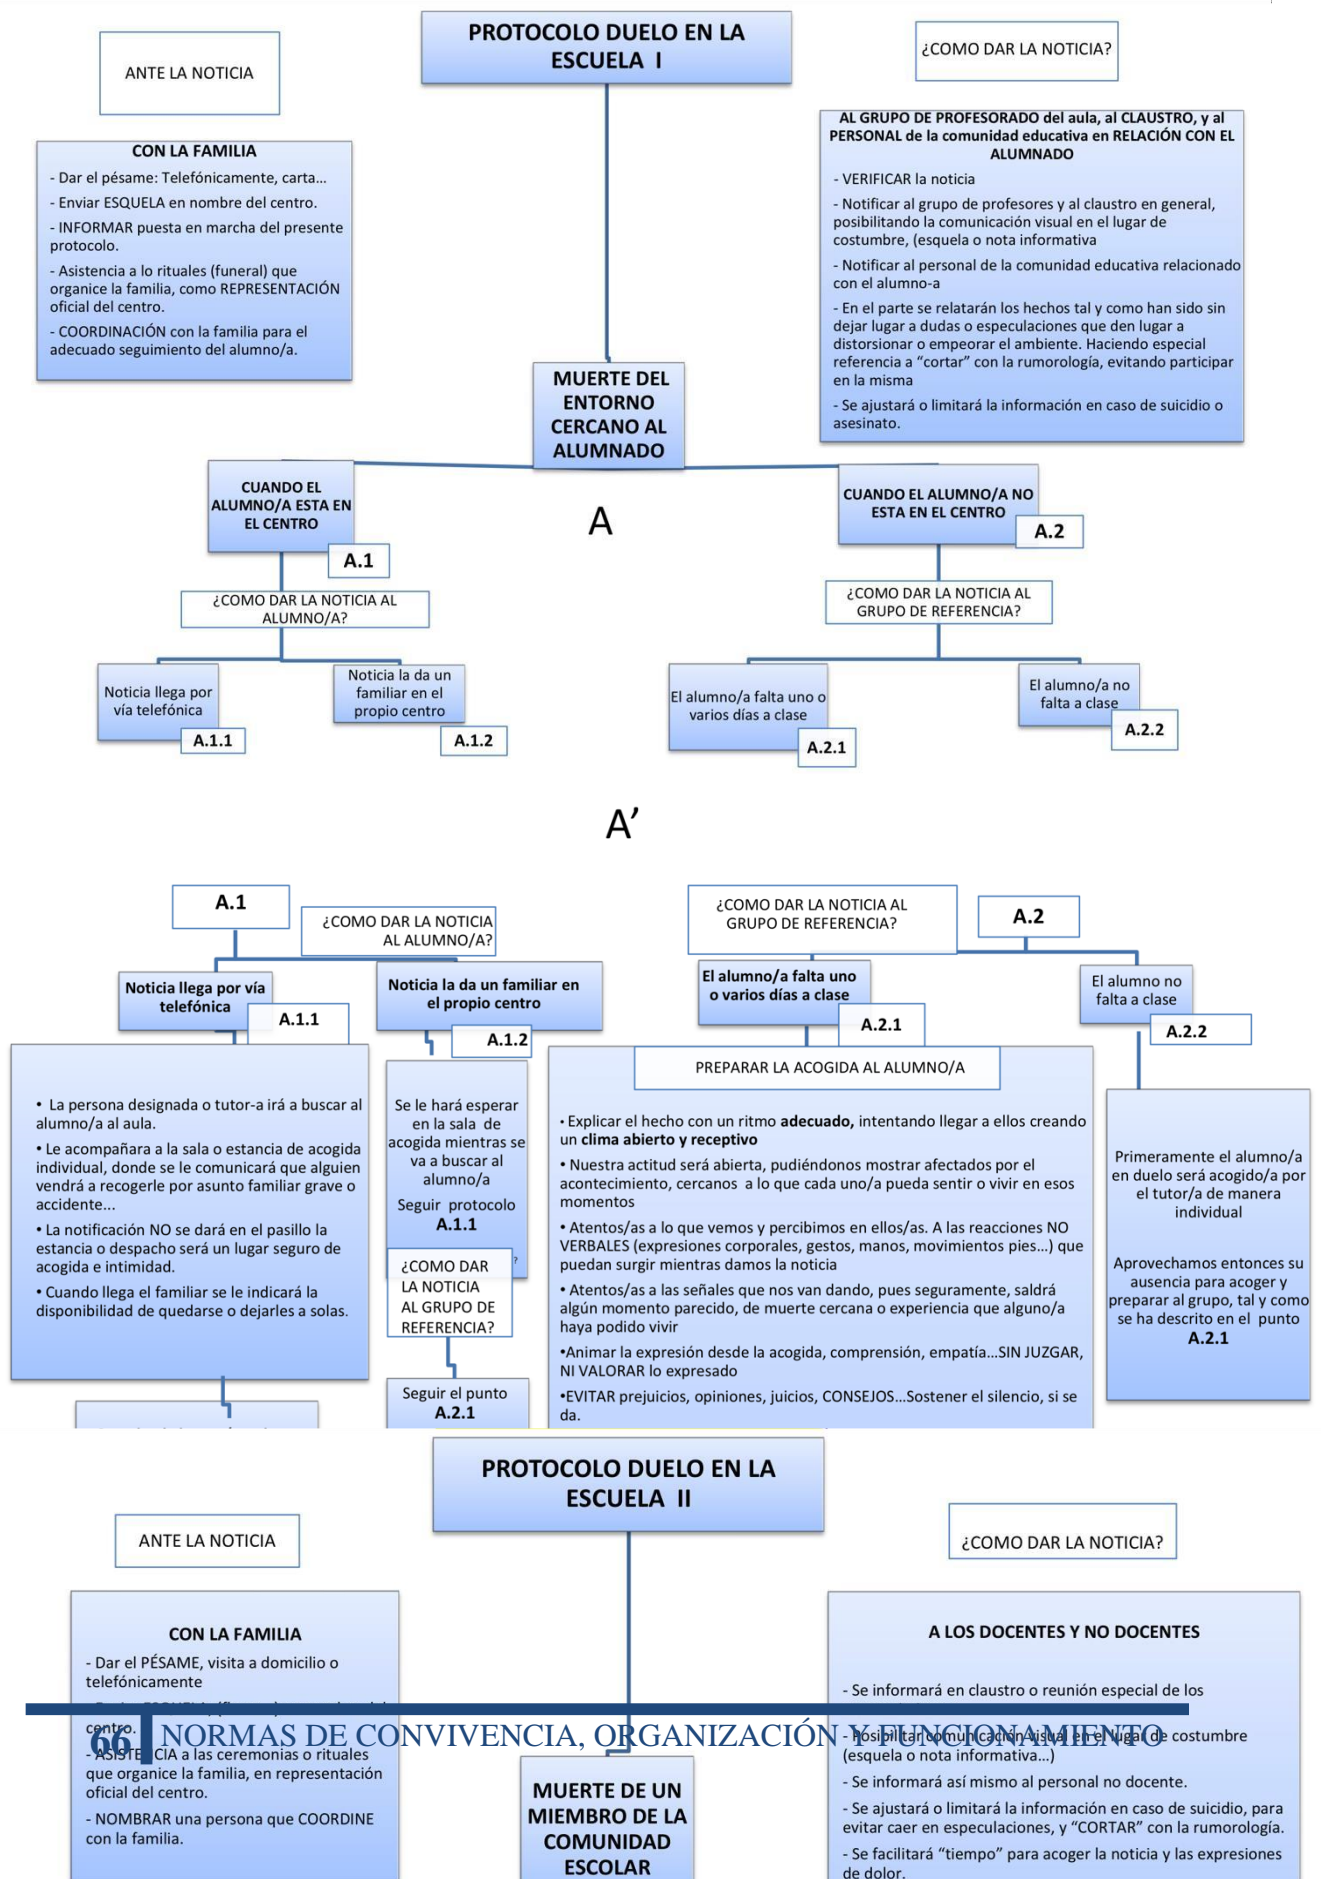 PROTOCOLO DUELO EN LA
ESCUELA I
ANTE LA NOTICIA
¿COMO DAR LA NOTICIA?
CON LA FAMILIA
- Dar el pésame: Telefónicamente, carta...
- Enviar ESQUELA en nombre del centro.
- INFORMAR puesta en marcha del presente
protocolo.
- Asistencia a lo rituales (funeral) que
organice la familia, como REPRESENTACIÓN
oficial del centro.
- COORDINACIÓN con la familia para el
adecuado seguimiento del alumno/a.
AL GRUPO DE PROFESORADO del aula, al CLAUSTRO, y al
PERSONAL de la comunidad educativa en RELACIÓN CON EL
ALUMNADO
- VERIFICAR la noticia
- Notificar al grupo de profesores y al claustro en general,
posibilitando la comunicación visual en el lugar de
costumbre, (esquela o nota informativa
- Notificar al personal de la comunidad educativa relacionado
con el alumno-a
- En el parte se relatarán los hechos tal y como han sido sin
dejar lugar a dudas o especulaciones que den lugar a
distorsionar o empeorar el ambiente. Haciendo especial
referencia a “cortar” con la rumorología, evitando participar
en la misma
- Se ajustará o limitará la información en caso de suicidio o
asesinato.
MUERTE DEL
ENTORNO
CERCANO AL
ALUMNADO
CUANDO EL
ALUMNO/A ESTA EN
EL CENTRO
A.1
A
CUANDO EL ALUMNO/A NO
ESTA EN EL CENTRO
A.2
¿COMO DAR LA NOTICIA AL
ALUMNO/A?
¿COMO DAR LA NOTICIA AL
GRUPO DE REFERENCIA?
Noticia llega por
vía telefónica
A.1.1
Noticia la da un
familiar en el
propio centro
A.1.2
El alumno/a falta uno o
varios días a clase
A.2.1
El alumno/a no
falta a clase
A.2.2
A’
A.1
¿COMO DAR LA NOTICIA
AL ALUMNO/A?
Noticia llega por vía
telefónica
A.1.1
Noticia la da un familiar en
el propio centro
A.1.2
¿COMO DAR LA NOTICIA AL
GRUPO DE REFERENCIA?
A.2
El alumno/a falta uno
o varios días a clase
A.2.1
El alumno no
falta a clase
A.2.2
• La persona designada o tutor-a irá a buscar al
alumno/a al aula.
• Le acompañara a la sala o estancia de acogida
individual, donde se le comunicará que alguien
vendrá a recogerle por asunto familiar grave o
accidente...
• La notificación NO se dará en el pasillo la
estancia o despacho será un lugar seguro de
acogida e intimidad.
• Cuando llega el familiar se le indicará la
disponibilidad de quedarse o dejarles a solas.
Se le hará esperar
en la sala de
acogida mientras se
va a buscar al
alumno/a
Seguir protocolo
A.1.1
?
¿COMO DAR
LA NOTICIA
AL GRUPO DE
REFERENCIA?
Seguir el punto
A.2.1
PREPARAR LA ACOGIDA AL ALUMNO/A
• Explicar el hecho con un ritmo adecuado, intentando llegar a ellos creando
un clima abierto y receptivo
• Nuestra actitud será abierta, pudiéndonos mostrar afectados por el
acontecimiento, cercanos a lo que cada uno/a pueda sentir o vivir en esos
momentos
• Atentos/as a lo que vemos y percibimos en ellos/as. A las reacciones NO
VERBALES (expresiones corporales, gestos, manos, movimientos pies...) que
puedan surgir mientras damos la noticia
• Atentos/as a las señales que nos van dando, pues seguramente, saldrá
algún momento parecido, de muerte cercana o experiencia que alguno/a
haya podido vivir
•Animar la expresión desde la acogida, comprensión, empatía...SIN JUZGAR,
NI VALORAR lo expresado
•EVITAR prejuicios, opiniones, juicios, CONSEJOS...Sostener el silencio, si se
da.
Primeramente el alumno/a
en duelo será acogido/a por
el tutor/a de manera
individual
Aprovechamos entonces su
ausencia para acoger y
preparar al grupo, tal y como
se ha descrito en el punto
A.2.1
PROTOCOLO DUELO EN LA
ESCUELA II
ANTE LA NOTICIA
¿COMO DAR LA NOTICIA?
CON LA FAMILIA
- Dar el PÉSAME, visita a domicilio o
telefónicamente
centro.
- ASISTENCIA a las ceremonias o rituales
que organice la familia, en representación
oficial del centro.
- NOMBRAR una persona que COORDINE
con la familia.
A LOS DOCENTES Y NO DOCENTES
- Se informará en claustro o reunión especial de los
- Posibilitar comunicación visual en el lugar de costumbre
(esquela o nota informativa...)
- Se informará así mismo al personal no docente.
- Se ajustará o limitará la información en caso de suicidio, para
evitar caer en especulaciones, y “CORTAR” con la rumorología.
- Se facilitará “tiempo” para acoger la noticia y las expresiones
de dolor.
MUERTE DE UN
MIEMBRO DE LA
COMUNIDAD
ESCOLAR
66 NORMAS DE CONVIVENCIA, ORGANIZACIÓN Y FUNCIONAMIENTO